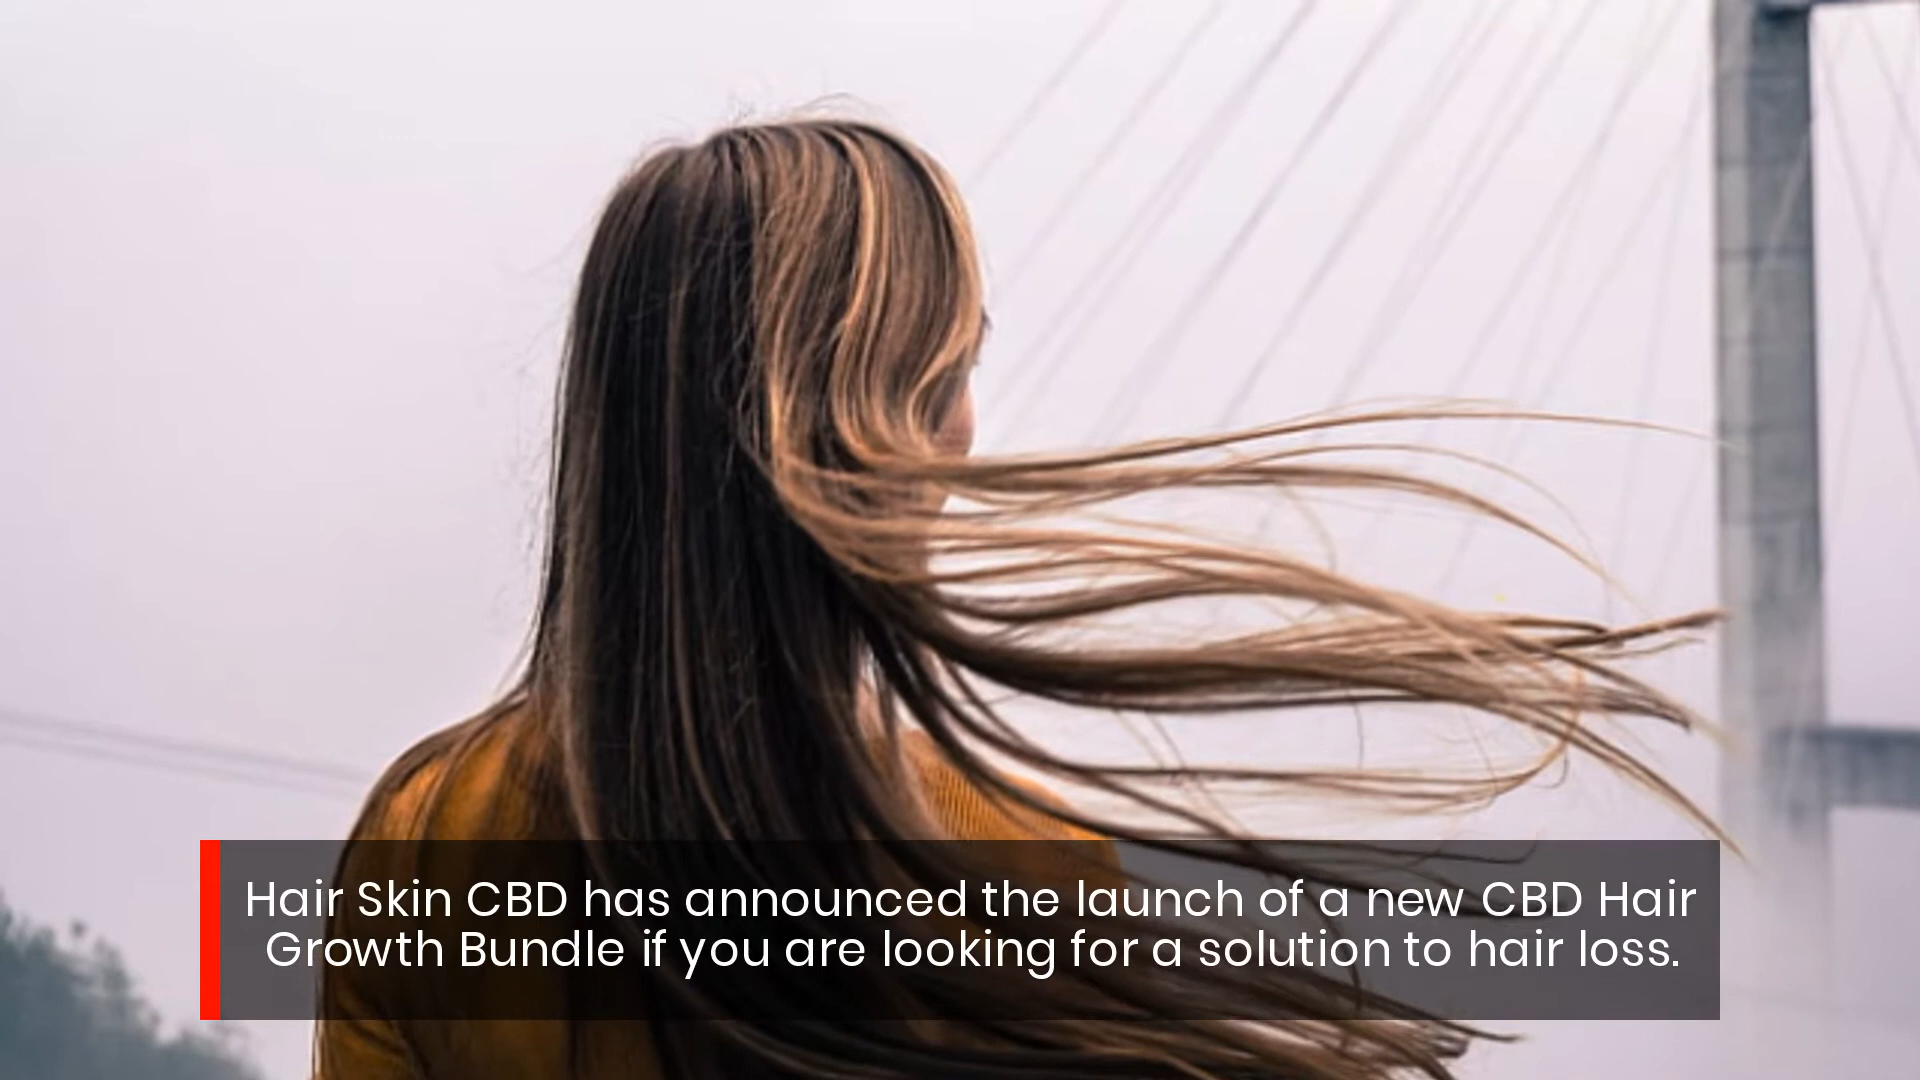 Hair Skin CBD has announced the launch of a new CBD Hair
Growth Bundle if you are looking for a solution to hair loss.